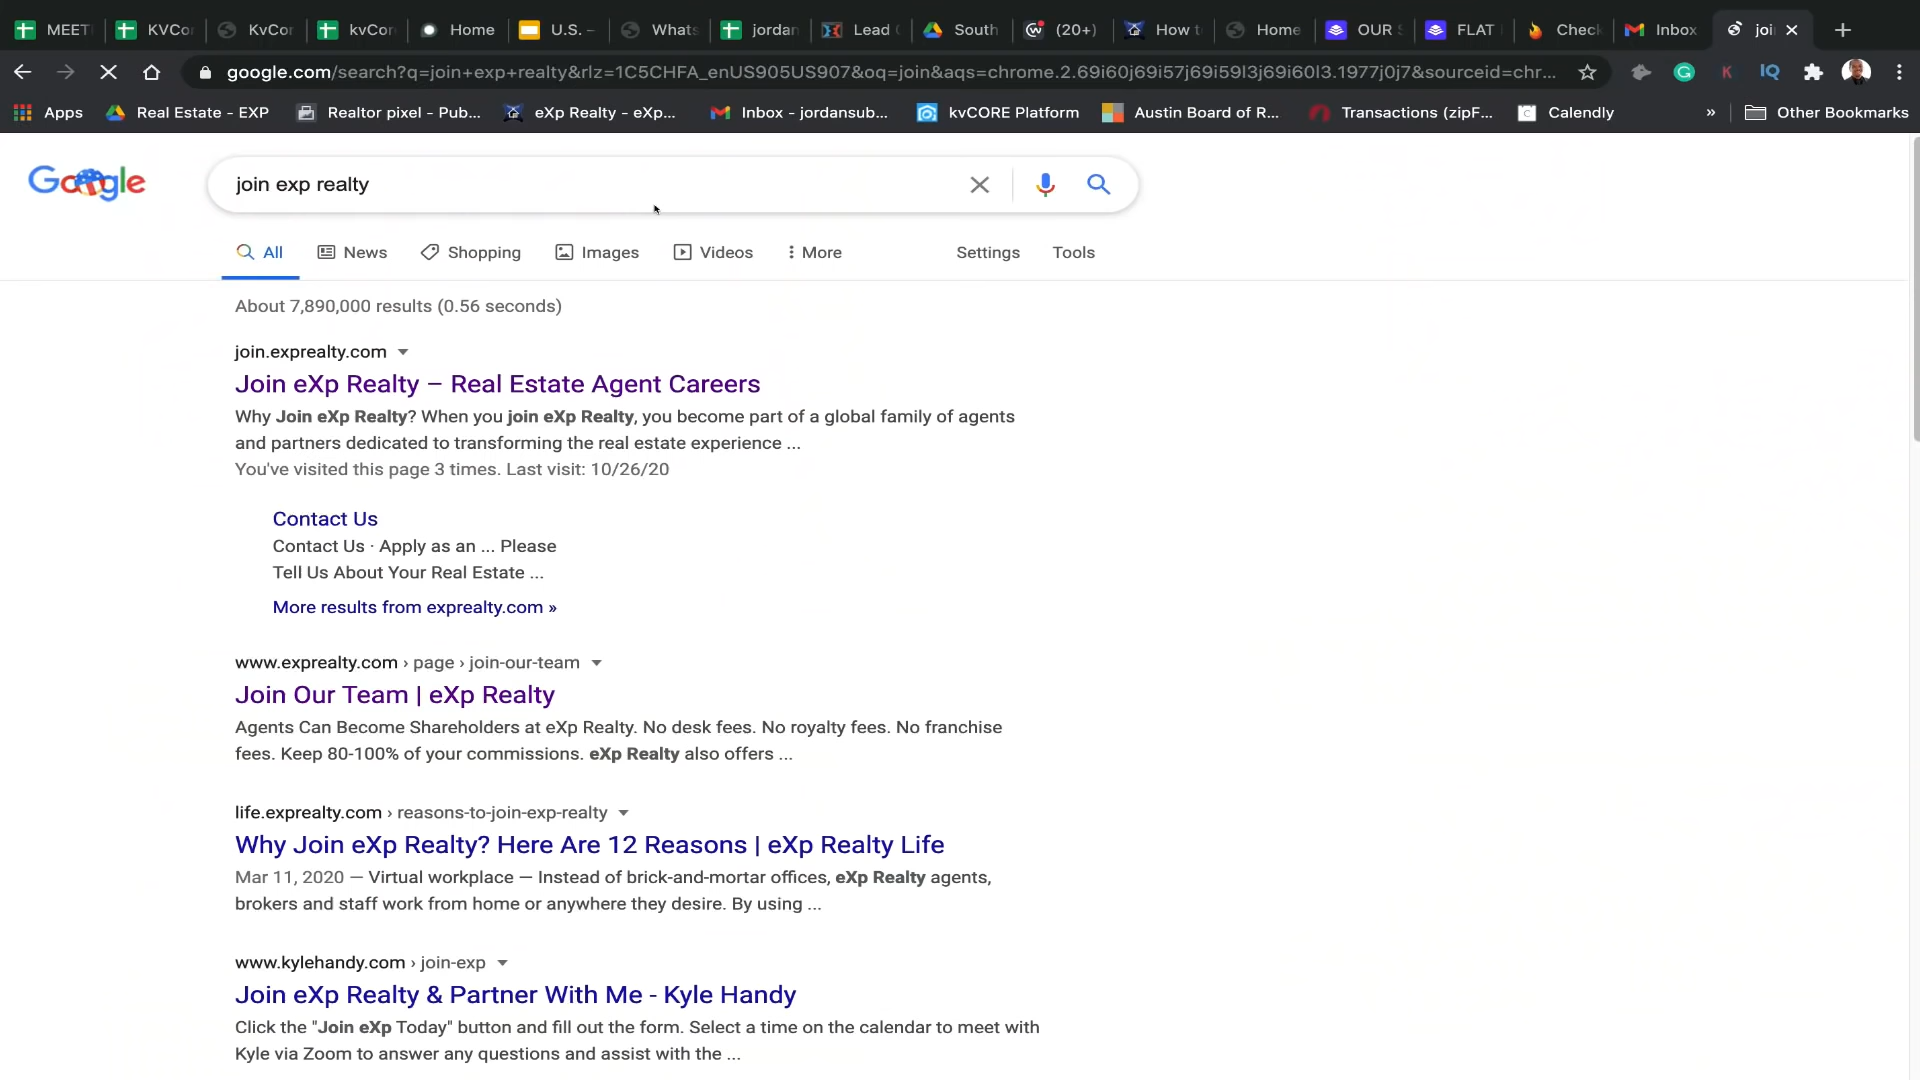 MEET KVCor KvCor kvCor Home U.S. – Whats jordan Lead South (20+) How t Home OUR FLAT Check Inbox joi
google.com/search?q=join+exp+realty&rlz=1C5CHFA_enUS905US907&oq=join&aqs=chrome.2.69i60j69i57j69i59l3j69i60l3.1977j0j7&sourceid=chr...
Apps Real Estate - EXP Realtor pixel - Pub... eXp Realty - eXp... Inbox - jordansub... kvCORE Platform Austin Board of R... Transactions (zipF... Calendly » Other Bookmarks
Google
join exp realty
All News Shopping Images Videos More Settings Tools
About 7,890,000 results (0.56 seconds)
join.exprealty.com
Join eXp Realty – Real Estate Agent Careers
Why Join eXp Realty? When you join eXp Realty, you become part of a global family of agents
and partners dedicated to transforming the real estate experience ...
You've visited this page 3 times. Last visit: 10/26/20
Contact Us
Contact Us · Apply as an ... Please
Tell Us About Your Real Estate ...
More results from exprealty.com »
www.exprealty.com › page › join-our-team
Join Our Team | eXp Realty
Agents Can Become Shareholders at eXp Realty. No desk fees. No royalty fees. No franchise
fees. Keep 80-100% of your commissions. eXp Realty also offers ...
life.exprealty.com › reasons-to-join-exp-realty
Why Join eXp Realty? Here Are 12 Reasons | eXp Realty Life
Mar 11, 2020 — Virtual workplace — Instead of brick-and-mortar offices, eXp Realty agents,
brokers and staff work from home or anywhere they desire. By using ...
www.kylehandy.com › join-exp
Join eXp Realty & Partner With Me - Kyle Handy
Click the "Join eXp Today" button and fill out the form. Select a time on the calendar to meet with
Kyle via Zoom to answer any questions and assist with the ...